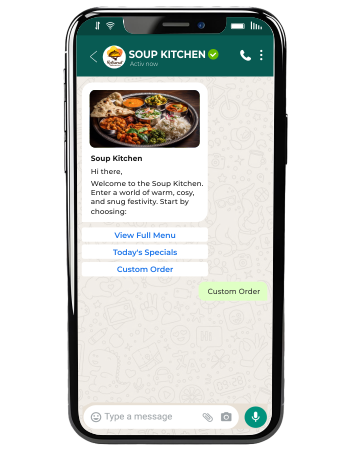 SOUP KITCHEN
Activ now
Soup Kitchen
Hi there,
Welcome to the Soup Kitchen.
Enter a world of warm, cosy,
and snug festivity. Start by
choosing:
View Full Menu
Today's Specials
Custom Order
Custom Order
Type a message